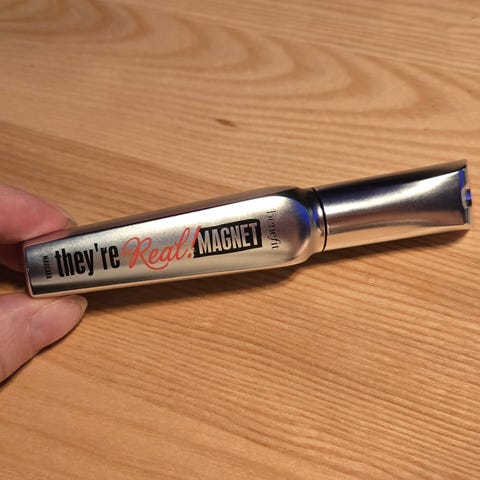 MASCARA
they're Real! MAGNET
benefit